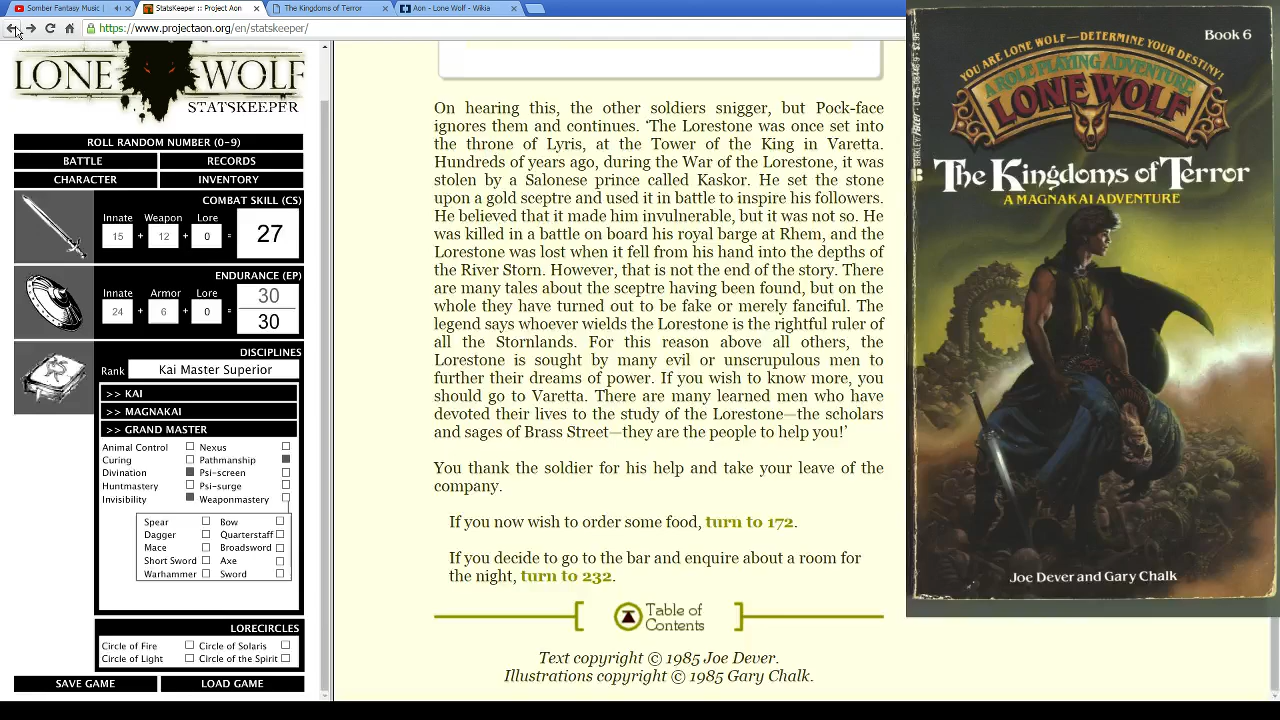 Somber Fantasy Music |
StatsKeeper :: Project Aon
The Kingdoms of Terror
Aon - Lone Wolf - Wikia
https://www.projectaon.org/en/statskeeper/
LONE WOLF
STATSKEEPER
ROLL RANDOM NUMBER (0-9)
BATTLE RECORDS
CHARACTER INVENTORY
COMBAT SKILL (CS)
Innate Weapon Lore
15 + 12 + 0 = 27
ENDURANCE (EP)
Innate Armor Lore 30
24 + 6 + 0 = 30
DISCIPLINES
Rank Kai Master Superior
>> KAI
>> MAGNAKAI
>> GRAND MASTER
Animal Control Nexus
Curing Pathmanship
Divination Psi-screen
Huntmastery Psi-surge
Invisibility Weaponmastery
Spear Bow
Dagger Quarterstaff
Mace Broadsword
Short Sword Axe
Warhammer Sword
LORECIRCLES
Circle of Fire Circle of Solaris
Circle of Light Circle of the Spirit
SAVE GAME LOAD GAME
On hearing this, the other soldiers snigger, but Pock-face
ignores them and continues. ‘The Lorestone was once set into
the throne of Lyris, at the Tower of the King in Varetta.
Hundreds of years ago, during the War of the Lorestone, it was
stolen by a Salonese prince called Kaskor. He set the stone
upon a gold sceptre and used it in battle to inspire his followers.
He believed that it made him invulnerable, but it was not so. He
was killed in a battle on board his royal barge at Rhem, and the
Lorestone was lost when it fell from his hand into the depths of
the River Storn. However, that is not the end of the story. There
are many tales about the sceptre having been found, but on
the whole they have turned out to be fake or merely fanciful. The
legend says whoever wields the Lorestone is the rightful ruler of
all the Stornlands. For this reason above all others, the
Lorestone is sought by many evil or unscrupulous men to
further their dreams of power. If you wish to know more, you
should go to Varetta. There are many learned men who have
devoted their lives to the study of the Lorestone—the scholars
and sages of Brass Street—they are the people to help you!’
You thank the soldier for his help and take your leave of the
company.
If you now wish to order some food, turn to 172.
If you decide to go to the bar and enquire about a room for
the night, turn to 232.
Table of
Contents
Text copyright © 1985 Joe Dever.
Illustrations copyright © 1985 Gary Chalk.
Book 6
YOU ARE LONE WOLF—DETERMINE YOUR DESTINY!
A ROLE PLAYING ADVENTURE
LONE WOLF
The Kingdoms of Terror
A MAGNAKAI ADVENTURE
Joe Dever and Gary Chalk